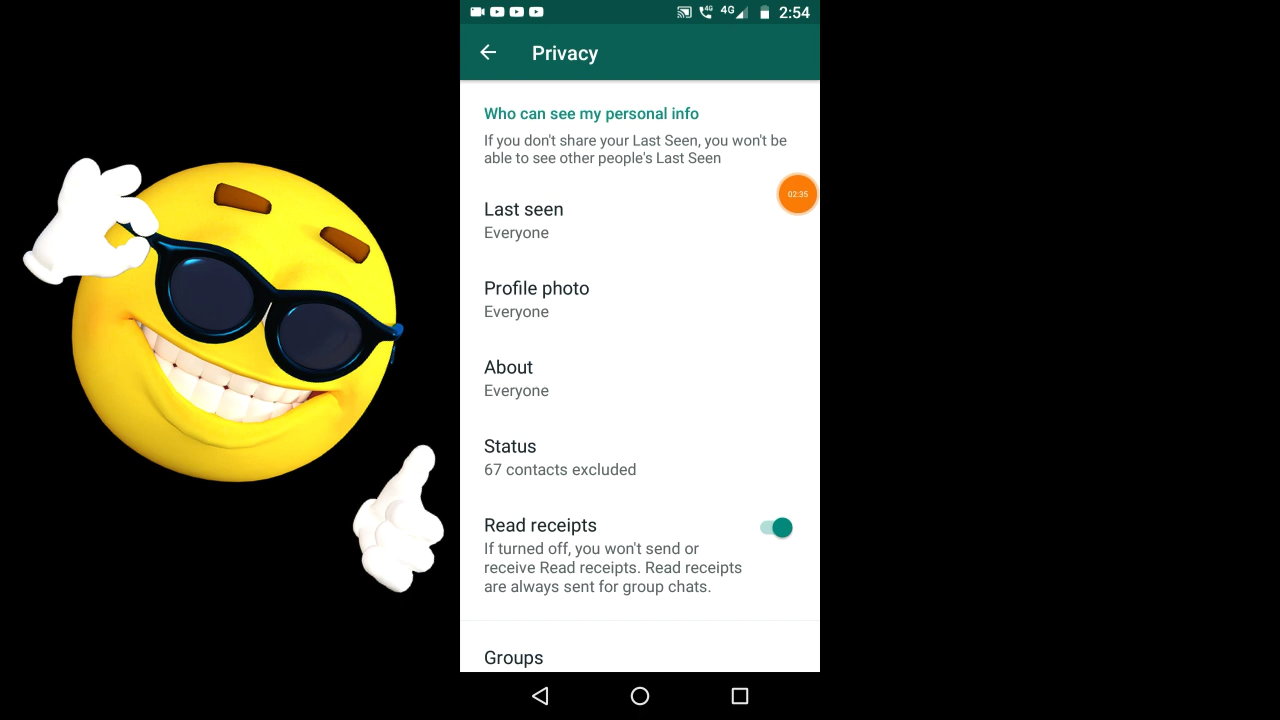 4G 4G 2:54
Privacy
Who can see my personal info
If you don't share your Last Seen, you won't be
able to see other people's Last Seen
02:35
Last seen
Everyone
Profile photo
Everyone
About
Everyone
Status
67 contacts excluded
Read receipts
If turned off, you won't send or
receive Read receipts. Read receipts
are always sent for group chats.
Groups